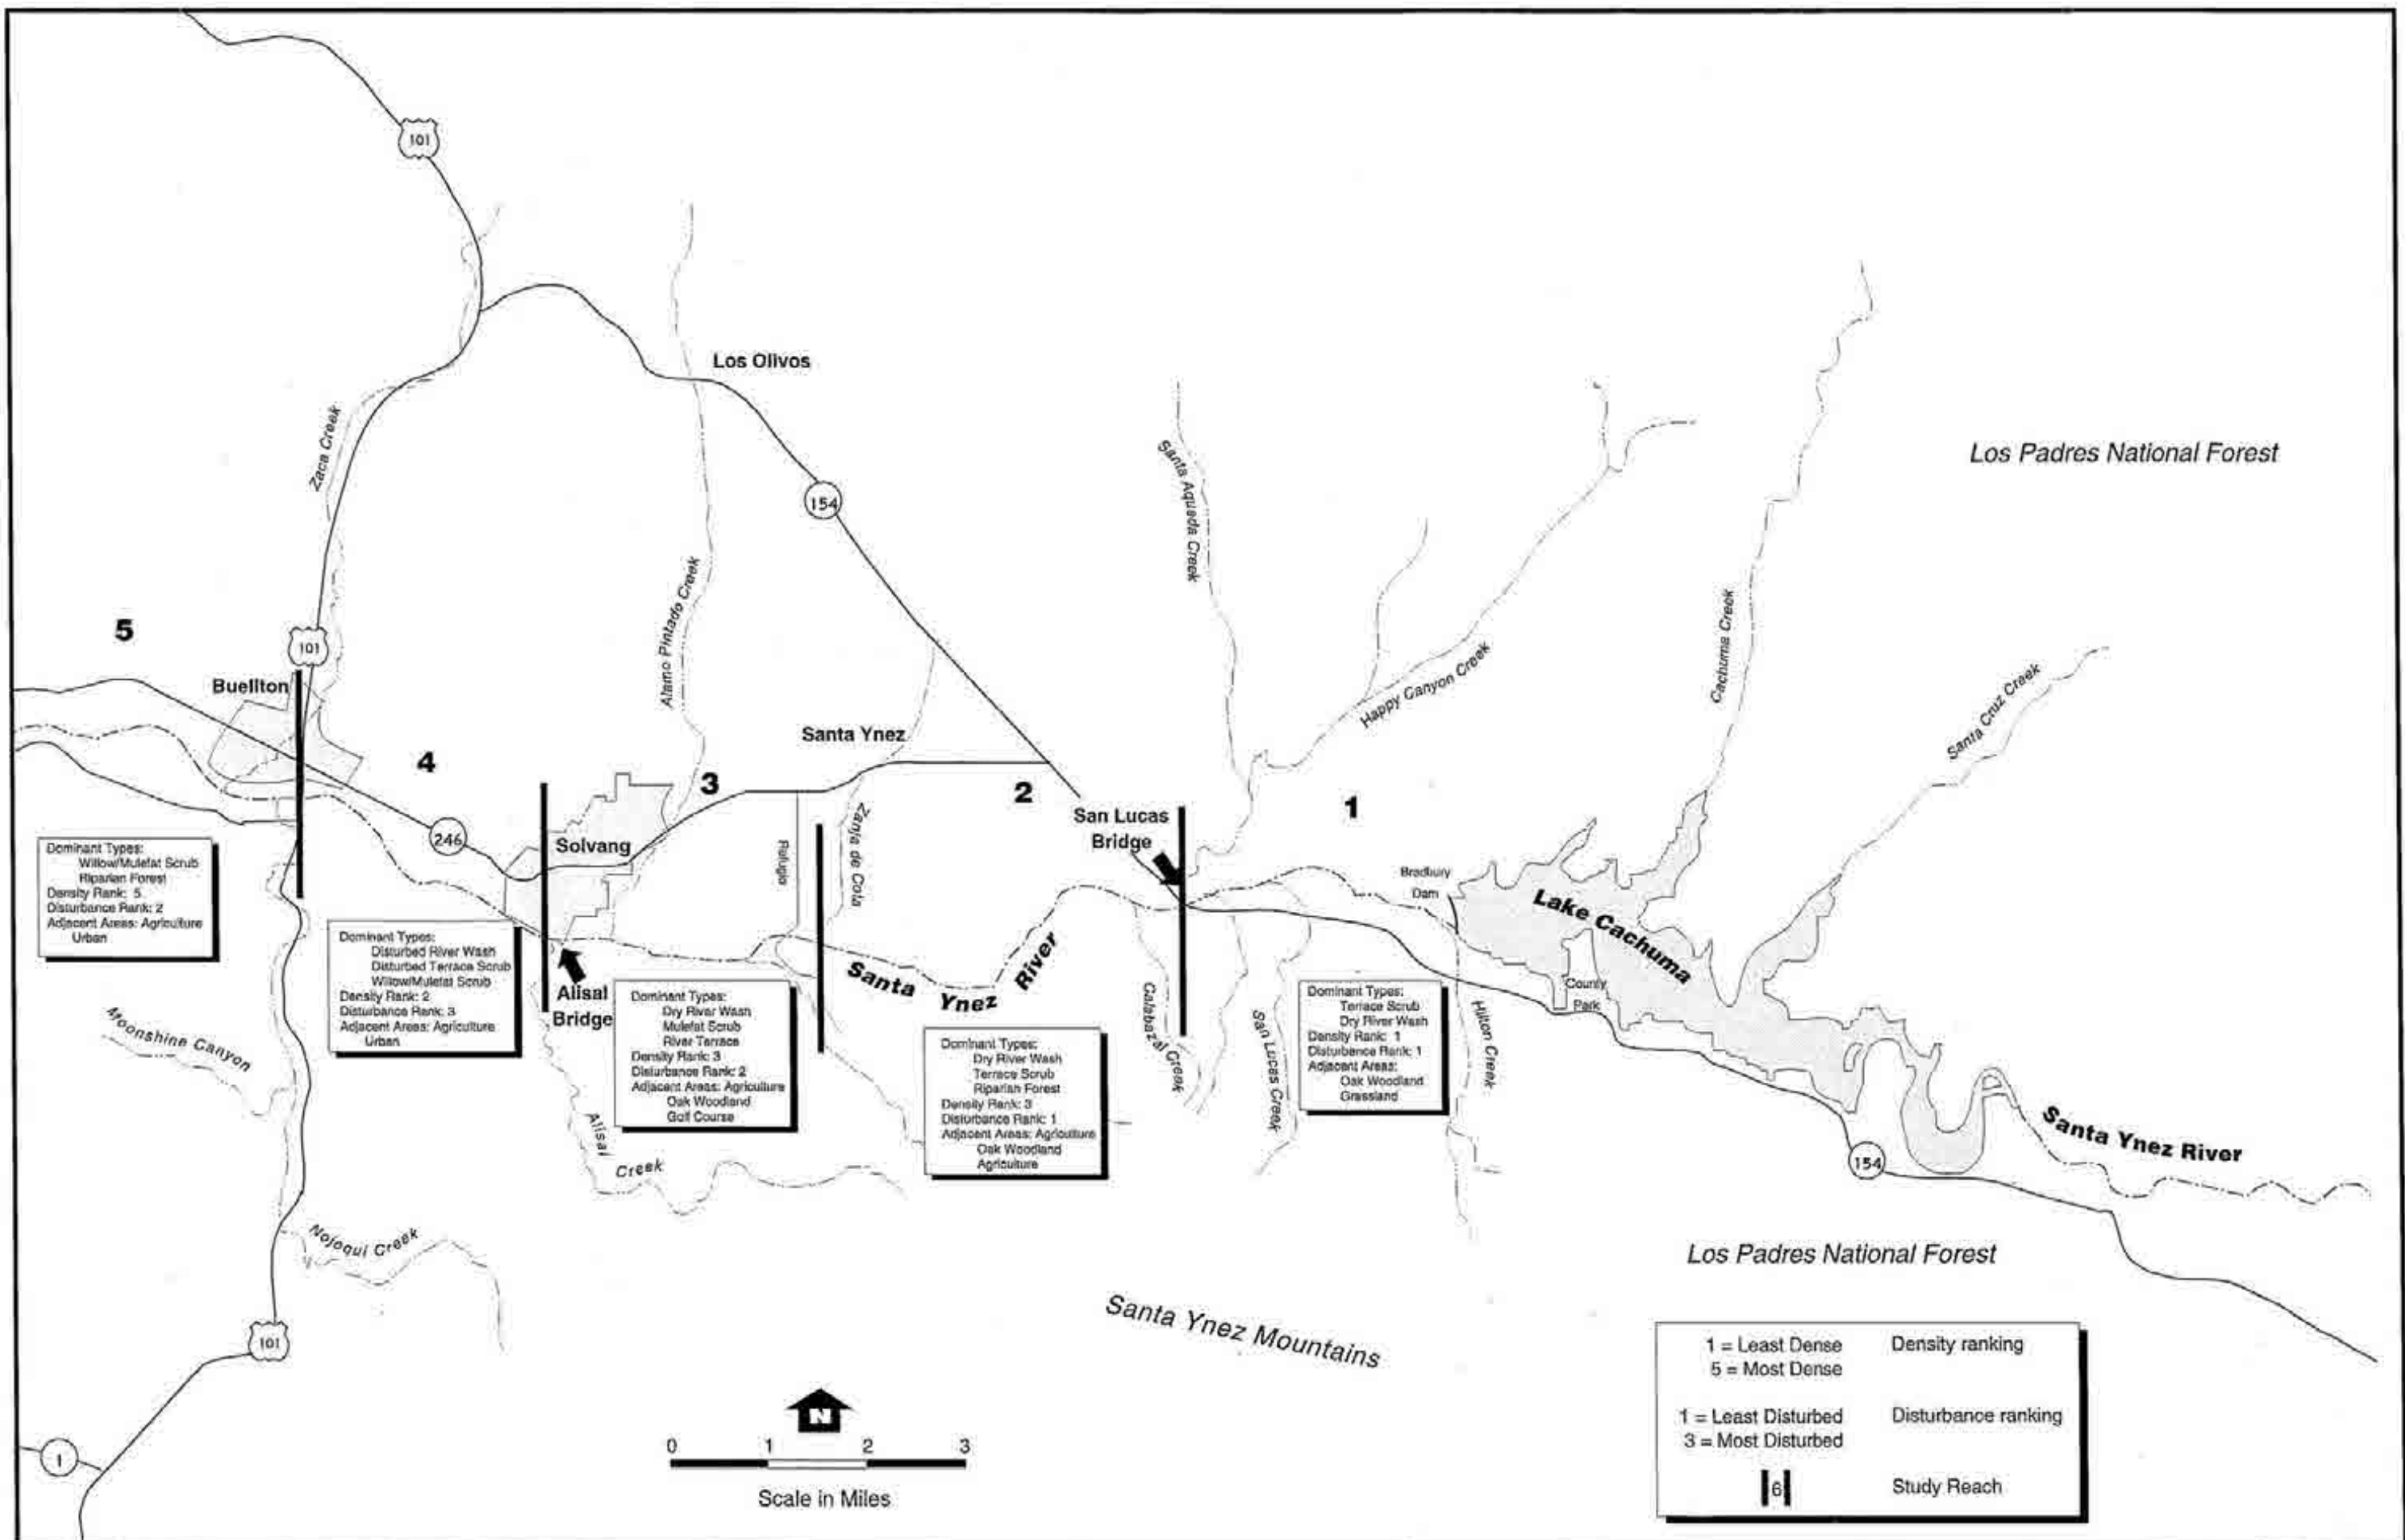 101
Los Olivos
Zaca Creek
154
Santa Aqueda Creek
Los Padres National Forest
Alamo Pintado Creek
Cachuma Creek
5
101
Buellton
Happy Canyon Creek
Santa Cruz Creek
4
3
Santa Ynez
2
1
San Lucas
Bridge
246
Solvang
Refugio
Zanja de Cota
Bradbury
Dam
Lake Cachuma
County
Park
Santa Ynez River
Alisal
Bridge
Calabazal Creek
San Lucas Creek
Hilton Creek
Moonshine Canyon
Alisal Creek
Nojoqui Creek
Dominant Types:
Willow/Mulefat Scrub
Riparian Forest
Density Rank: 5
Disturbance Rank: 2
Adjacent Areas: Agriculture
Urban
Dominant Types:
Disturbed River Wash
Disturbed Terrace Scrub
Willow/Mulefat Scrub
Density Rank: 2
Disturbance Rank: 3
Adjacent Areas: Agriculture
Urban
Dominant Types:
Dry River Wash
Mulefat Scrub
River Terrace
Density Rank: 3
Disturbance Rank: 2
Adjacent Areas: Agriculture
Oak Woodland
Golf Course
Dominant Types:
Dry River Wash
Terrace Scrub
Riparian Forest
Density Rank: 3
Disturbance Rank: 1
Adjacent Areas: Agriculture
Oak Woodland
Agriculture
Dominant Types:
Terrace Scrub
Dry River Wash
Density Rank: 1
Disturbance Rank: 1
Adjacent Areas:
Oak Woodland
Grassland
Santa Ynez River
154
Los Padres National Forest
Santa Ynez Mountains
101
1
N
0 1 2 3
Scale in Miles
1 = Least Dense Density ranking
5 = Most Dense
1 = Least Disturbed Disturbance ranking
3 = Most Disturbed
6 Study Reach